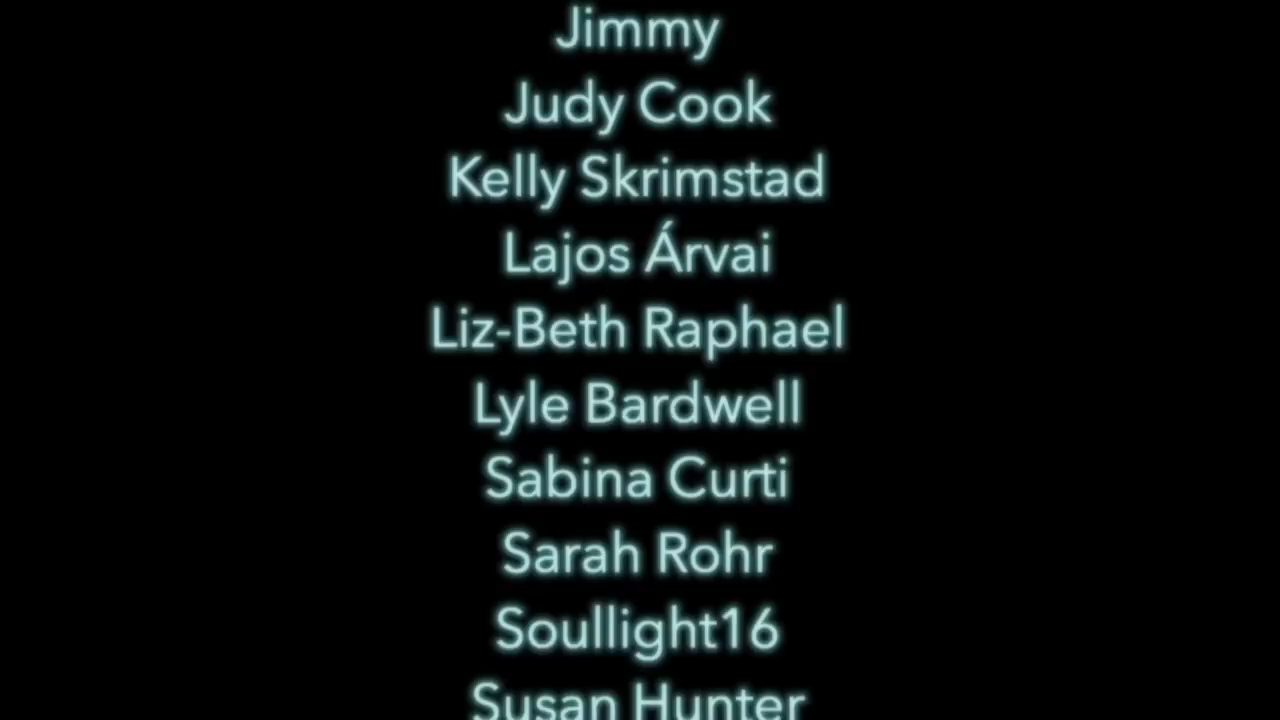 Jimmy
Judy Cook
Kelly Skrimstad
Lajos Árvai
Liz-Beth Raphael
Lyle Bardwell
Sabina Curti
Sarah Rohr
Soullight16
Susan Hunter